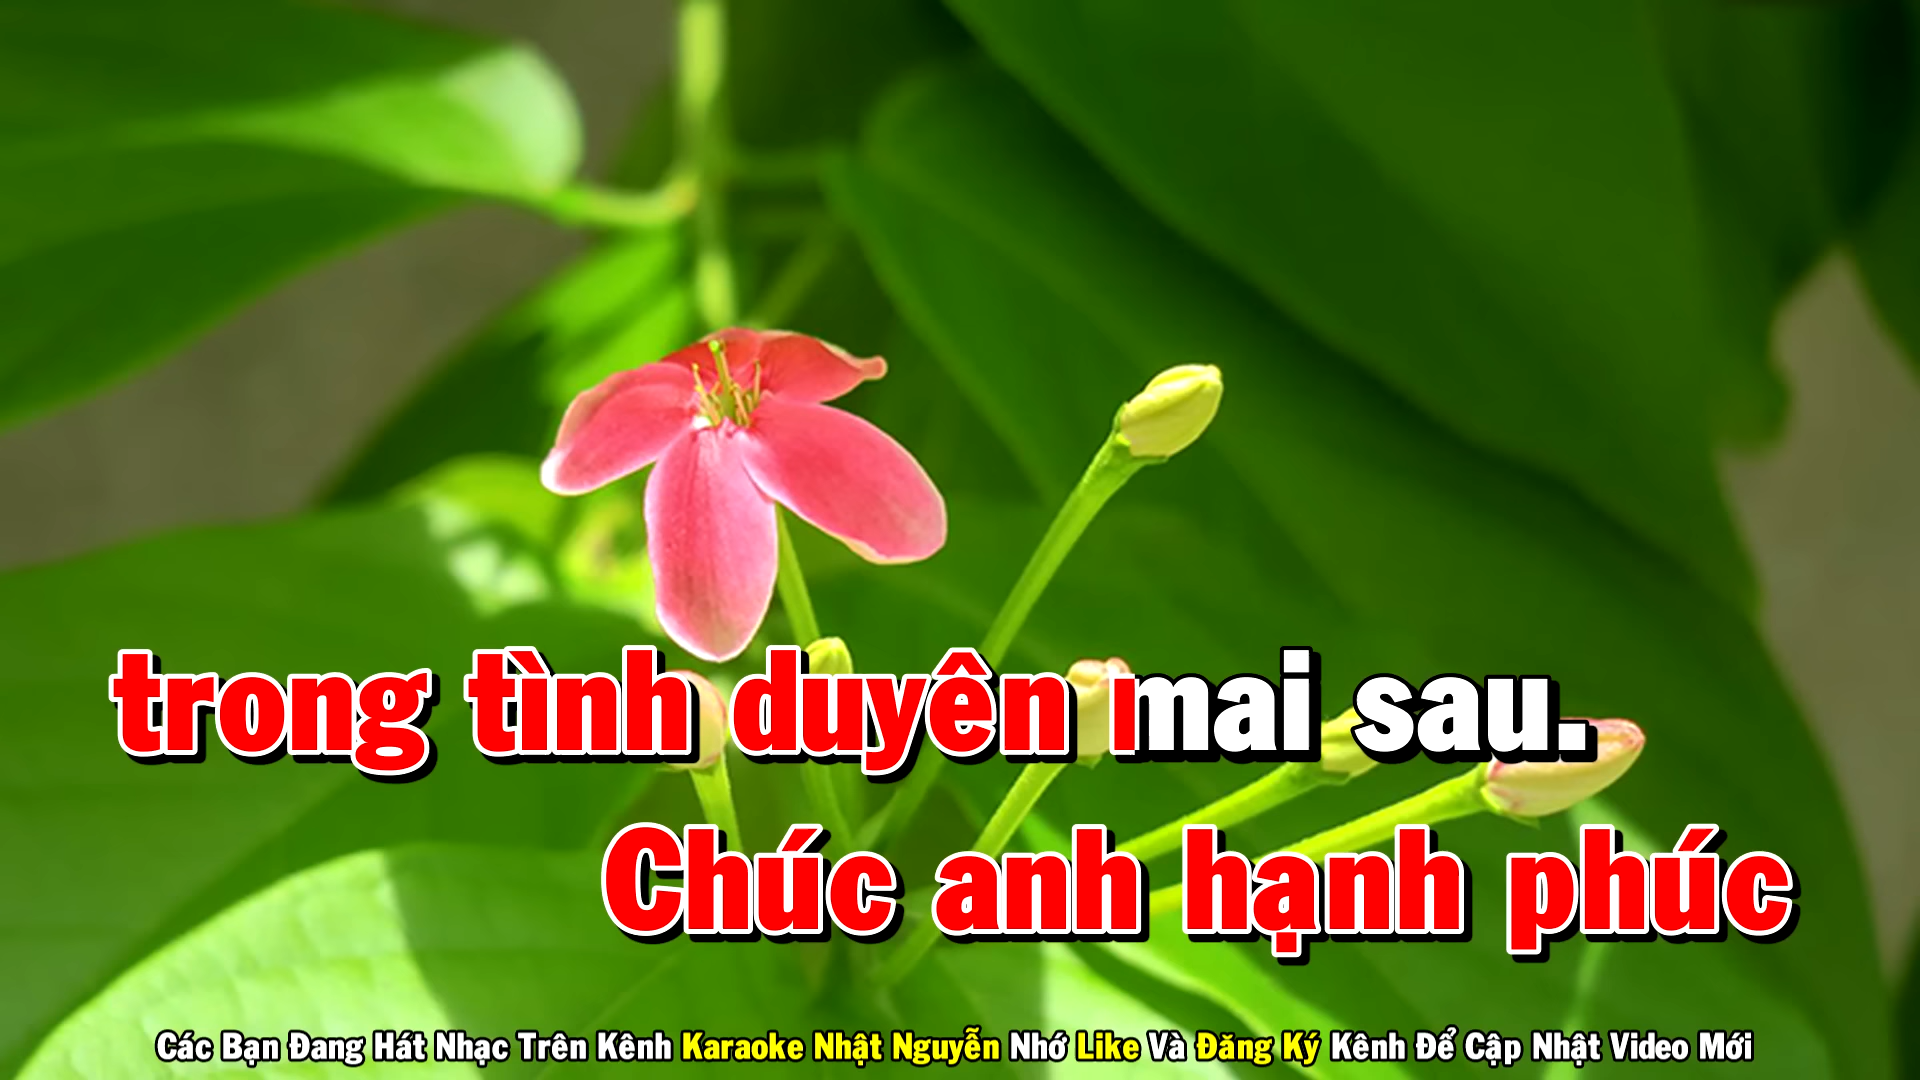 trong tình duyên mai sau.
Chúc anh hạnh phúc
Các Bạn Đang Hát Nhạc Trên Kênh Karaoke Nhật Nguyễn Nhớ Like Và Đăng Ký Kênh Để Cập Nhật Video Mới